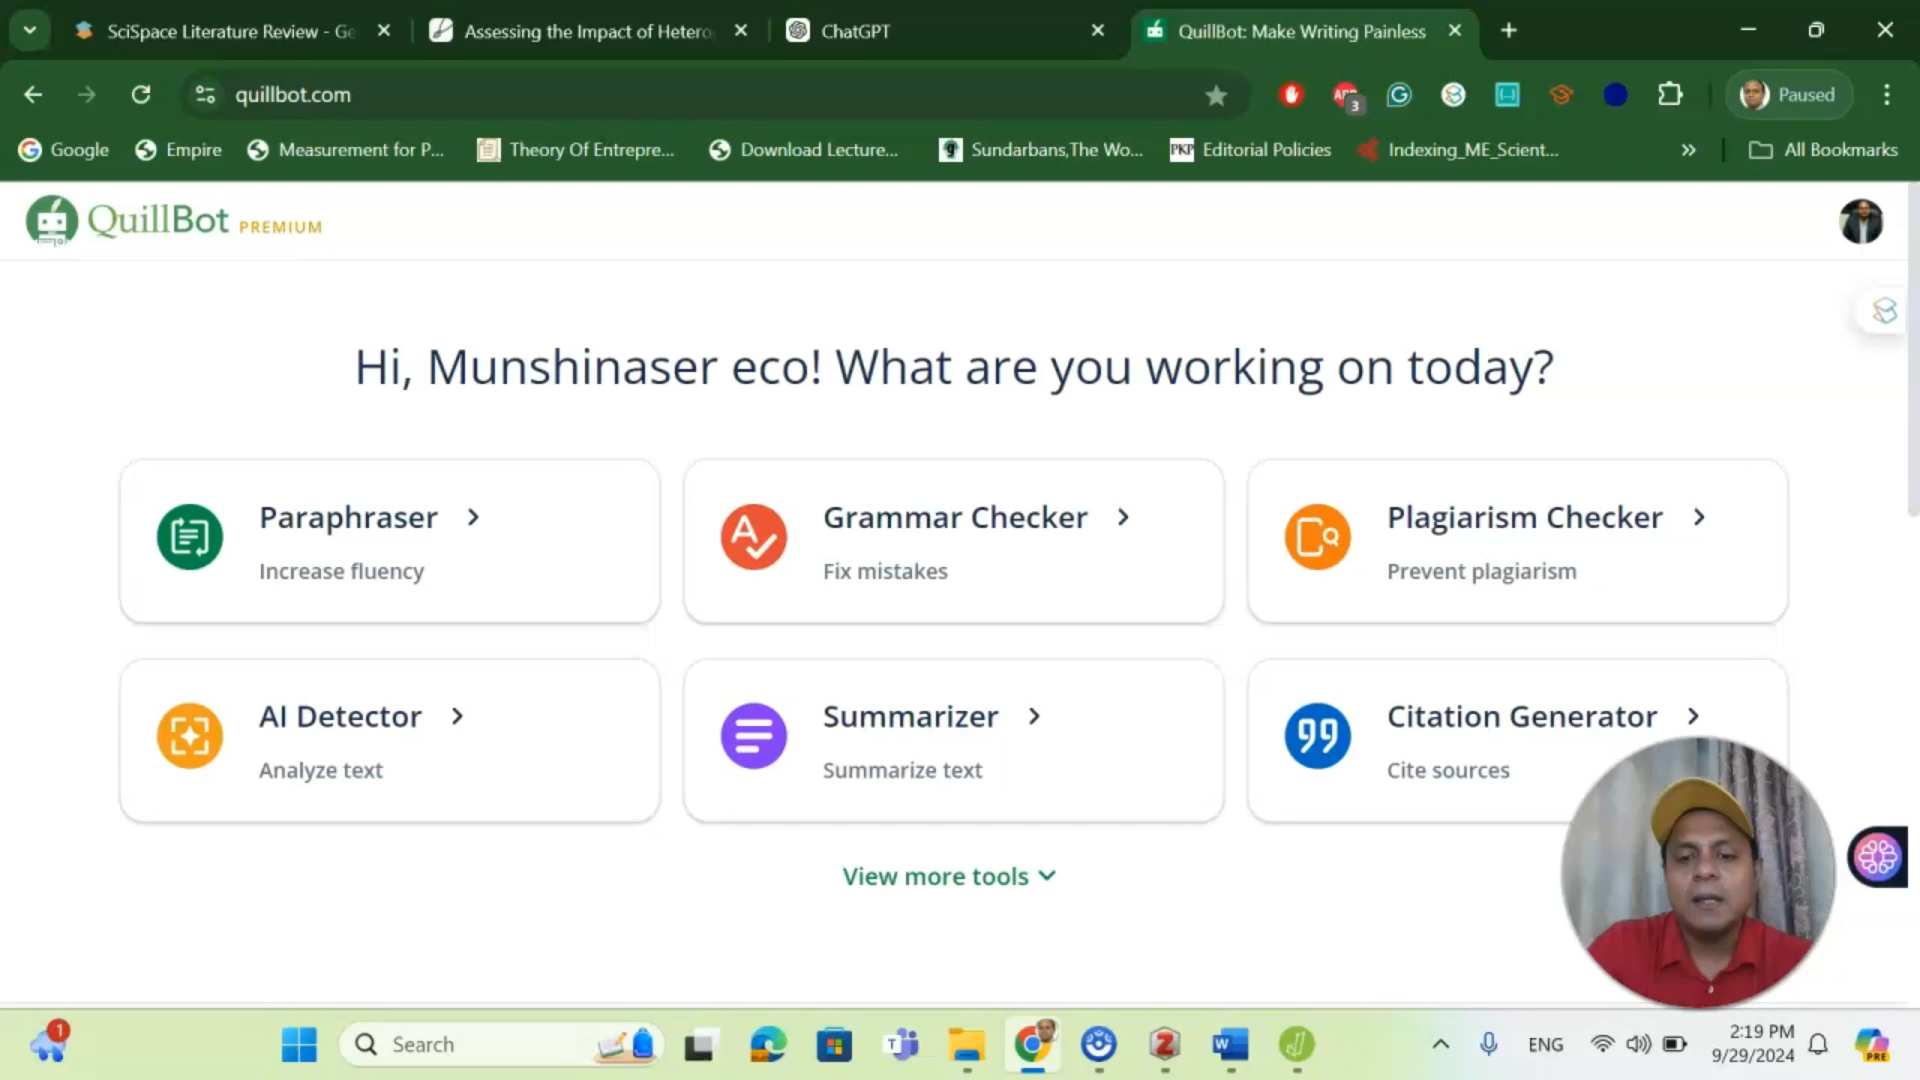 SciSpace Literature Review - Ge
Assessing the Impact of Hetero
ChatGPT
QuillBot: Make Writing Painless
quillbot.com
3
Paused
Google
Empire
Measurement for P...
Theory Of Entrepre...
Download Lecture...
Sundarbans,The Wo...
PKP
Editorial Policies
Indexing_ME_Scient...
All Bookmarks
QuillBot PREMIUM
Hi, Munshinaser eco! What are you working on today?
Paraphraser
Increase fluency
Grammar Checker
Fix mistakes
Plagiarism Checker
Prevent plagiarism
AI Detector
Analyze text
Summarizer
Summarize text
Citation Generator
Cite sources
View more tools
1
Search
ENG
2:19 PM
9/29/2024
PRE